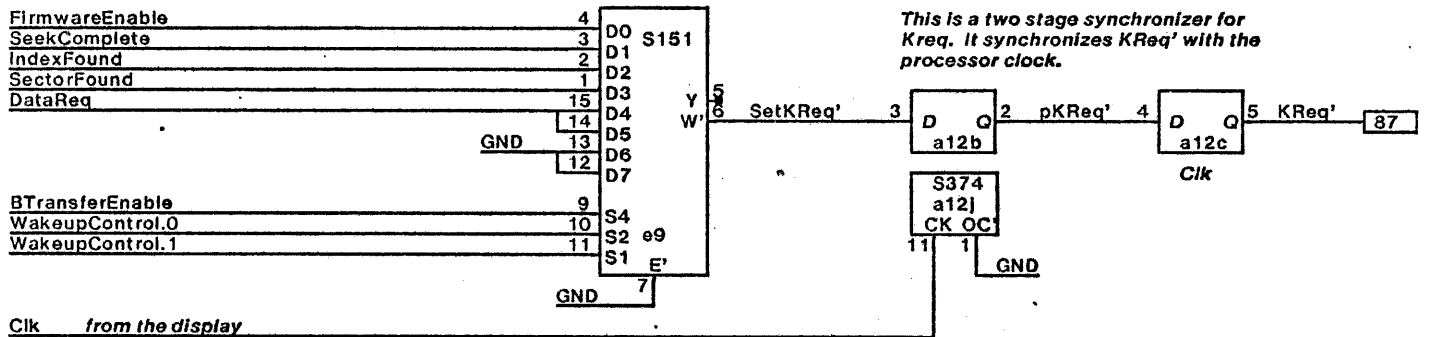 FirmwareEnable 4 D0 S151
SeekComplete 3 D1
IndexFound 2 D2
SectorFound 1 D3
DataReq 15 D4
14 D5
GND 13 D6
12 D7
BTransferEnable 9 S4
WakeupControl.0 10 S2 e9
WakeupControl.1 11 S1
E'
GND 7
Y 5
W' 6 SetKReq' 3 D Q 2 pKReq' 4 D Q 5 KReq' 87
a12b a12c
Clk
This is a two stage synchronizer for
Kreq. It synchronizes KReq' with the
processor clock.
S374
a12j
CK OC'
11 1
GND
Clk from the display